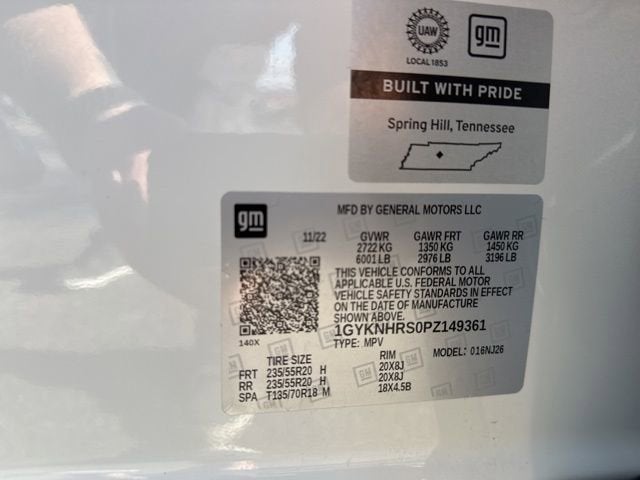 UAW
gm
LOCAL 1853
BUILT WITH PRIDE
Spring Hill, Tennessee
gm
MFD BY GENERAL MOTORS LLC
11/22 GVWR GAWR FRT GAWR RR
2722 KG 1350 KG 1450 KG
6001 LB 2976 LB 3196 LB
THIS VEHICLE CONFORMS TO ALL
APPLICABLE U.S. FEDERAL MOTOR
VEHICLE SAFETY STANDARDS IN EFFECT
ON THE DATE OF MANUFACTURE
SHOWN ABOVE.
1GYKNHRS0PZ149361
140X
TYPE: MPV MODEL: 016NJ26
TIRE SIZE RIM
FRT 235/55R20 H 20X8J
RR 235/55R20 H 20X8J
SPA T135/70R18 M 18X4.5B